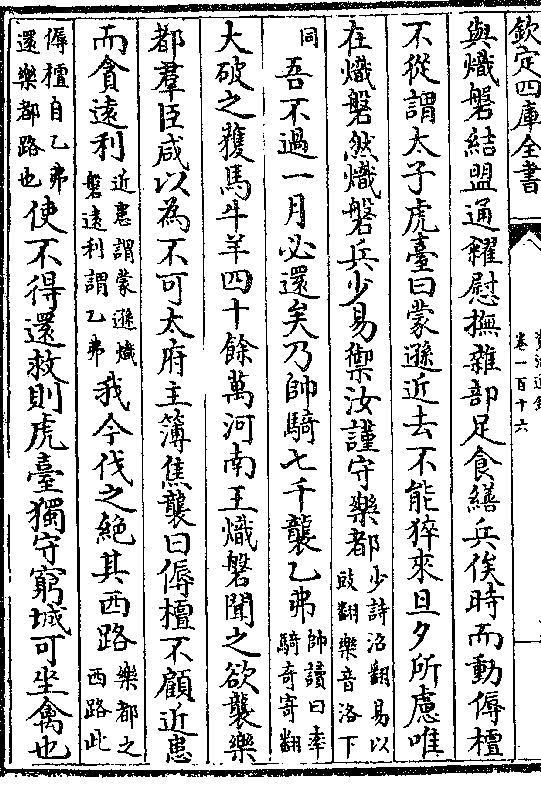 欽定四庫全書
卷一百十六
與熾磐結盟通糴慰撫雜部足食繕兵俟時而動傉檀
不從謂太子虎臺曰蒙遜近去不能猝來旦夕所慮唯
在熾磐然熾磐兵少易禦汝謹守樂都少詩沼翻易以豉翻樂音洛下
同吾不過一月必還矣乃帥騎七千襲乙弗帥讀曰率騎奇寄翻
大破之獲馬牛羊四十餘萬河南王熾磐聞之欲襲樂
都羣臣咸以為不可太府主簿焦襲曰傉檀不顧近患
而貪遠利近患謂蒙遜熾磐遠利謂乙弗我今伐之絶其西路樂都之西路此
傉檀自乙弗還樂都路也使不得還救則虎臺獨守窮城可坐禽也